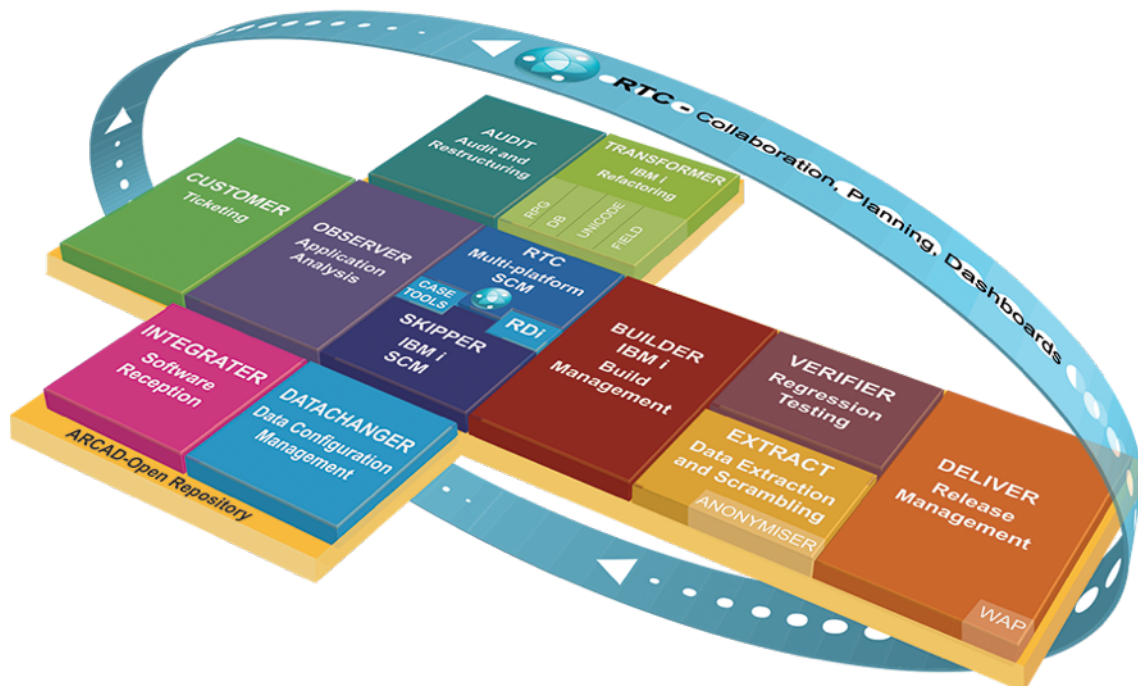 RTC - Collaboration, Planning, Dashboards
AUDIT
Audit and
Restructuring
TRANSFORMER
IBM i
Refactoring
RPG
DB
UNICODE
FIELD
CUSTOMER
Ticketing
OBSERVER
Application
Analysis
RTC
Multi-platform
SCM
CASE
TOOLS
RDi
SKIPPER
IBM i
SCM
INTEGRATER
Software
Reception
DATACHANGER
Data Configuration
Management
BUILDER
IBM i
Build
Management
VERIFIER
Regression
Testing
EXTRACT
Data Extraction
and Scrambling
ANONYMISER
DELIVER
Release
Management
WAP
ARCAD-Open Repository